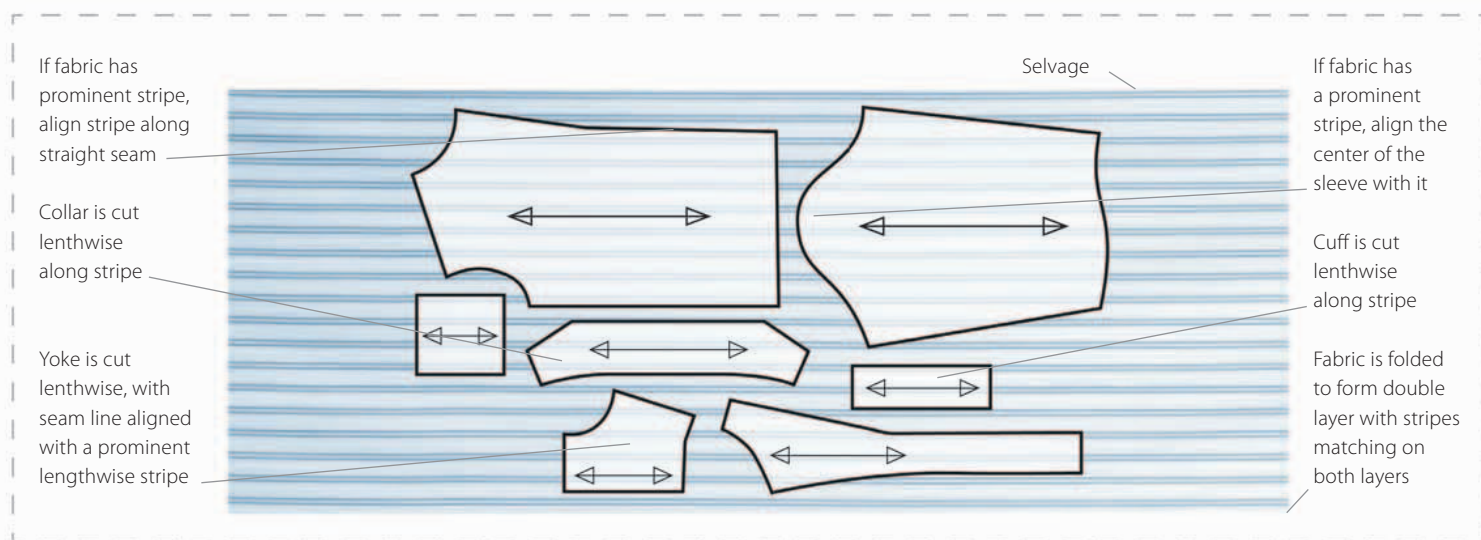 If fabric has
prominent stripe,
align stripe along
straight seam
Collar is cut
lenthwise
along stripe
Yoke is cut
lenthwise, with
seam line aligned
with a prominent
lengthwise stripe
Selvage
If fabric has
a prominent
stripe, align the
center of the
sleeve with it
Cuff is cut
lenthwise
along stripe
Fabric is folded
to form double
layer with stripes
matching on
both layers